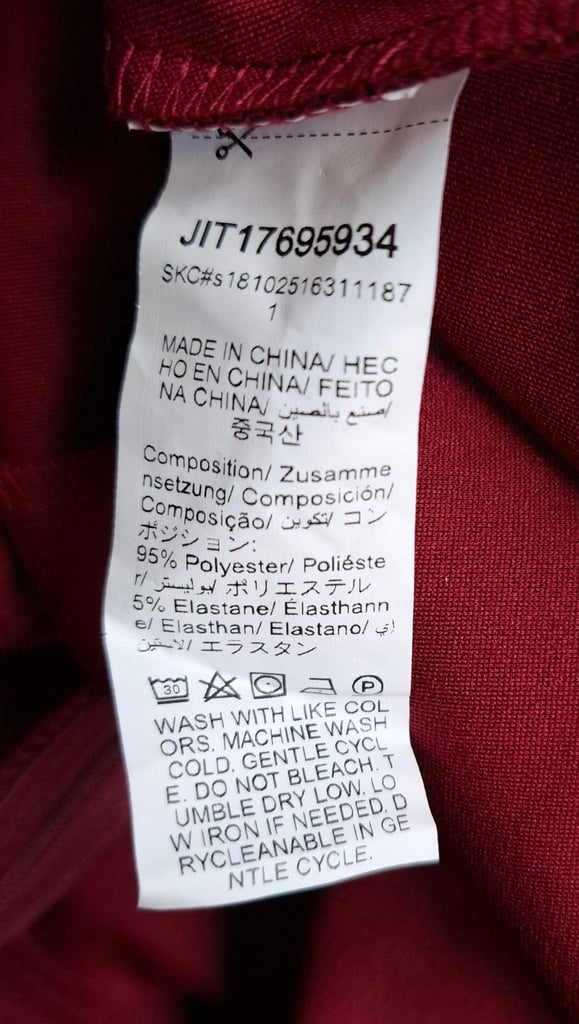 JIT17695934
SKC#s18102516311187
1
MADE IN CHINA/ HEC
HO EN CHINA/ FEITO
NA CHINA/ صنع بالصين/
중국산
Composition/ Zusamme
nsetzung/ Composición/
Composição/ تكوين/ コン
ポジション:
95% Polyester/ Poliéste
r/ بوليستر/ ポリエステル
5% Elastane/ Élasthann
e/ Elasthan/ Elastano/ إي
لاستين/ エラスタン
30 P
WASH WITH LIKE COL
ORS. MACHINE WASH
COLD. GENTLE CYCL
E. DO NOT BLEACH. T
UMBLE DRY LOW. LO
W IRON IF NEEDED. D
RYCLEANABLE IN GE
NTLE CYCLE.